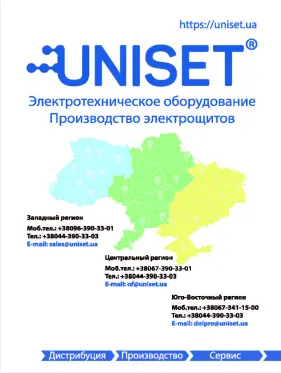 https://uniset.ua
UNISET®
Электротехническое оборудование
Производство электрощитов
Западный регион
Моб.тел.: +38096-390-33-01
Тел.: +38044-390-33-03
E-mail: sales@uniset.ua
Центральный регион
Моб.тел.: +38067-390-33-01
Тел.: +38044-390-33-03
E-mail: of@uniset.ua
Юго-Восточный регион
Моб.тел.: +38067-341-15-00
Тел.: +38044-390-33-03
E-mail: dnipro@uniset.ua
Дистрибуция Производство Сервис